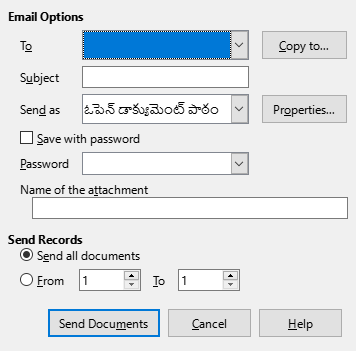 Email Options
To
Copy to...
Subject
Send as ఓపెన్ డాక్యుమెంట్ పాఠం Properties...
Save with password
Password
Name of the attachment
Send Records
Send all documents
From 1 To 1
Send Documents Cancel Help